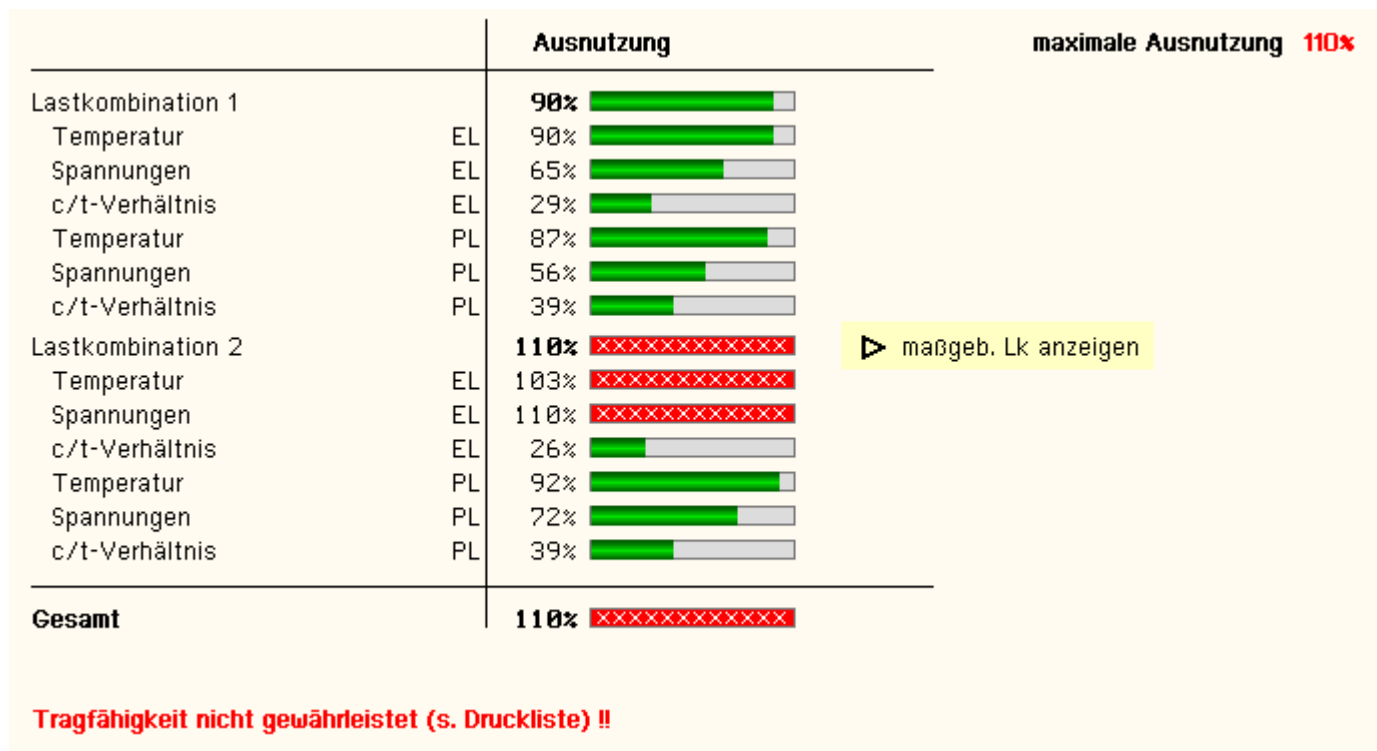 Ausnutzung maximale Ausnutzung 110%
Lastkombination 1 90%
Temperatur EL 90%
Spannungen EL 65%
c/t-Verhältnis EL 29%
Temperatur PL 87%
Spannungen PL 56%
c/t-Verhältnis PL 39%
Lastkombination 2 110% maßgeb. Lk anzeigen
Temperatur EL 103%
Spannungen EL 110%
c/t-Verhältnis EL 26%
Temperatur PL 92%
Spannungen PL 72%
c/t-Verhältnis PL 39%
Gesamt 110%
Tragfähigkeit nicht gewährleistet (s. Druckliste) !!